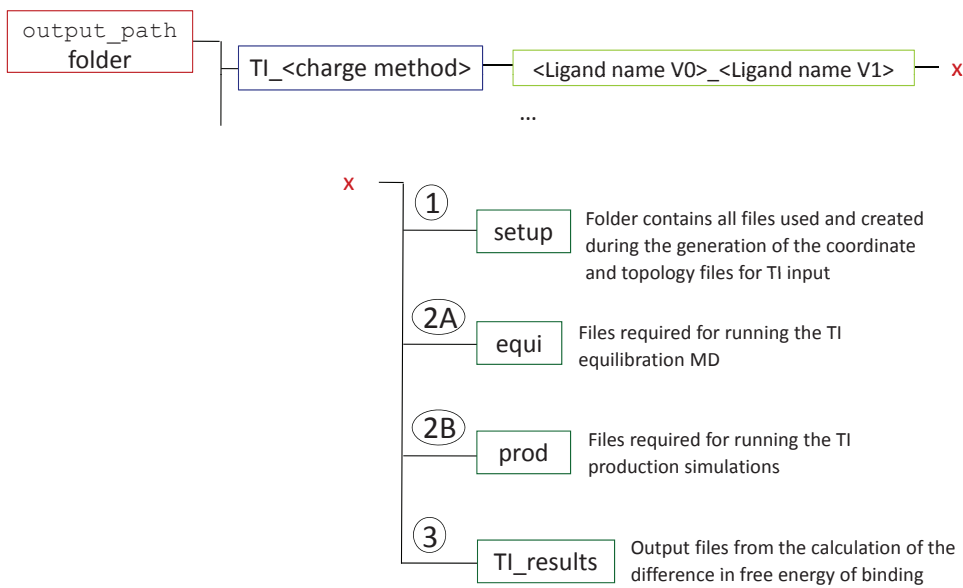 output_path
folder
TI_<charge method>
<Ligand name V0>_<Ligand name V1>
x
...
x
1
setup
Folder contains all files used and created
during the generation of the coordinate
and topology files for TI input
2A
equi
Files required for running the TI
equilibration MD
2B
prod
Files required for running the TI
production simulations
3
TI_results
Output files from the calculation of the
difference in free energy of binding